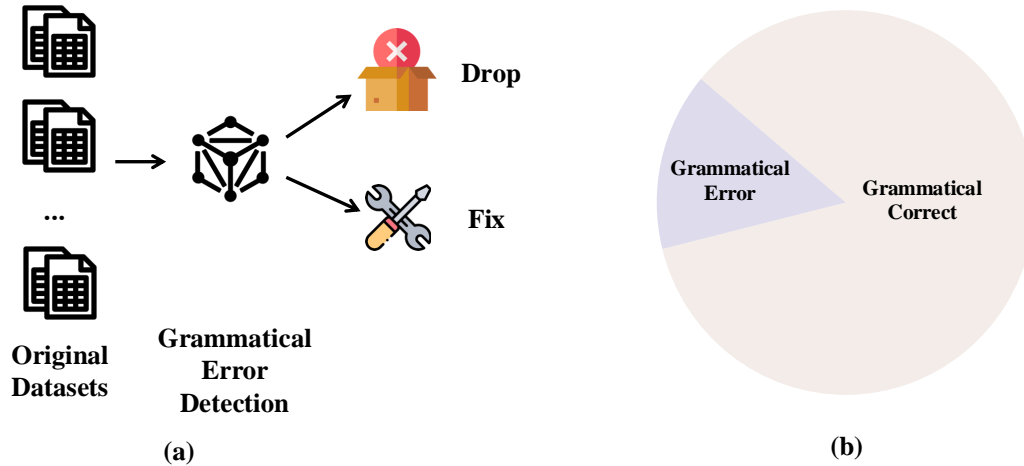 Drop
...
Fix
Original
Datasets
Grammatical
Error
Detection
(a)
Grammatical
Error
Grammatical
Correct
(b)